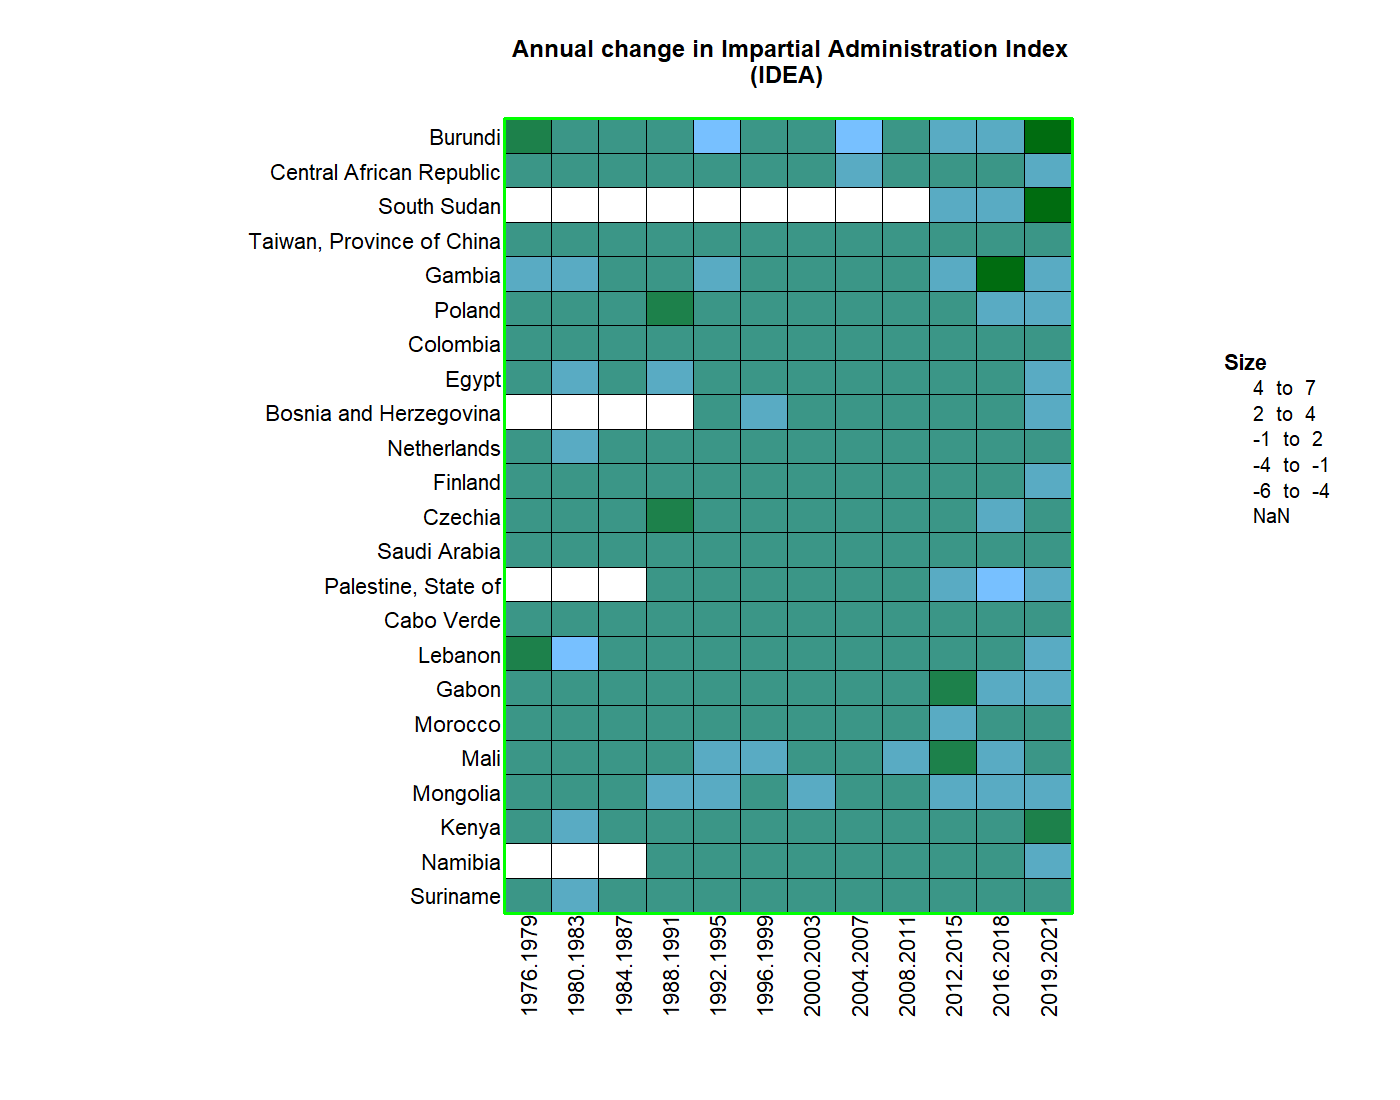 Annual change in Impartial Administration Index
(IDEA)
Burundi
Central African Republic
South Sudan
Taiwan, Province of China
Gambia
Poland
Colombia
Egypt
Bosnia and Herzegovina
Netherlands
Finland
Czechia
Saudi Arabia
Palestine, State of
Cabo Verde
Lebanon
Gabon
Morocco
Mali
Mongolia
Kenya
Namibia
Suriname
1976.1979
1980.1983
1984.1987
1988.1991
1992.1995
1996.1999
2000.2003
2004.2007
2008.2011
2012.2015
2016.2018
2019.2021
Size
4 to 7
2 to 4
-1 to 2
-4 to -1
-6 to -4
NaN